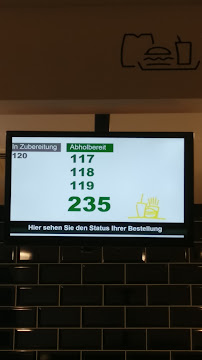 In Zubereitung Abholbereit
120 117
118
119
235
Hier sehen Sie den Status Ihrer Bestellung